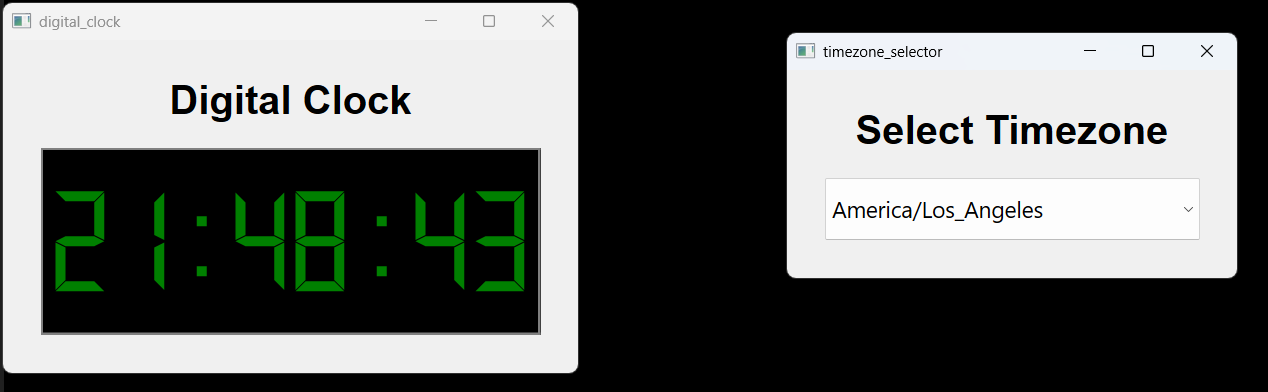 digital_clock
Digital Clock
21:48:43
timezone_selector
Select Timezone
America/Los_Angeles